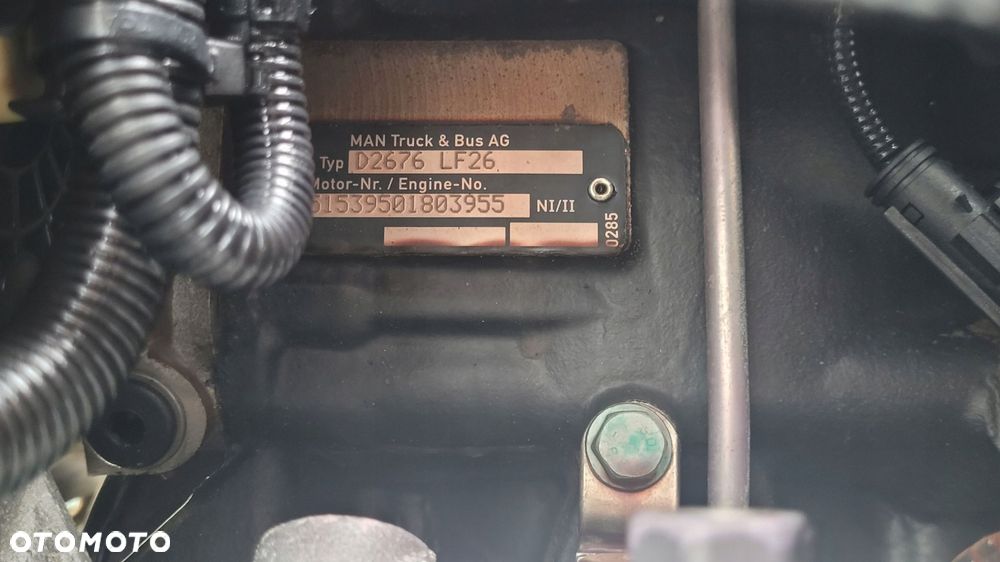 MAN Truck & Bus AG
Typ D2676 LF26
Motor-Nr. / Engine-No.
51539501803955 NI/II
0285
OTOMOTO